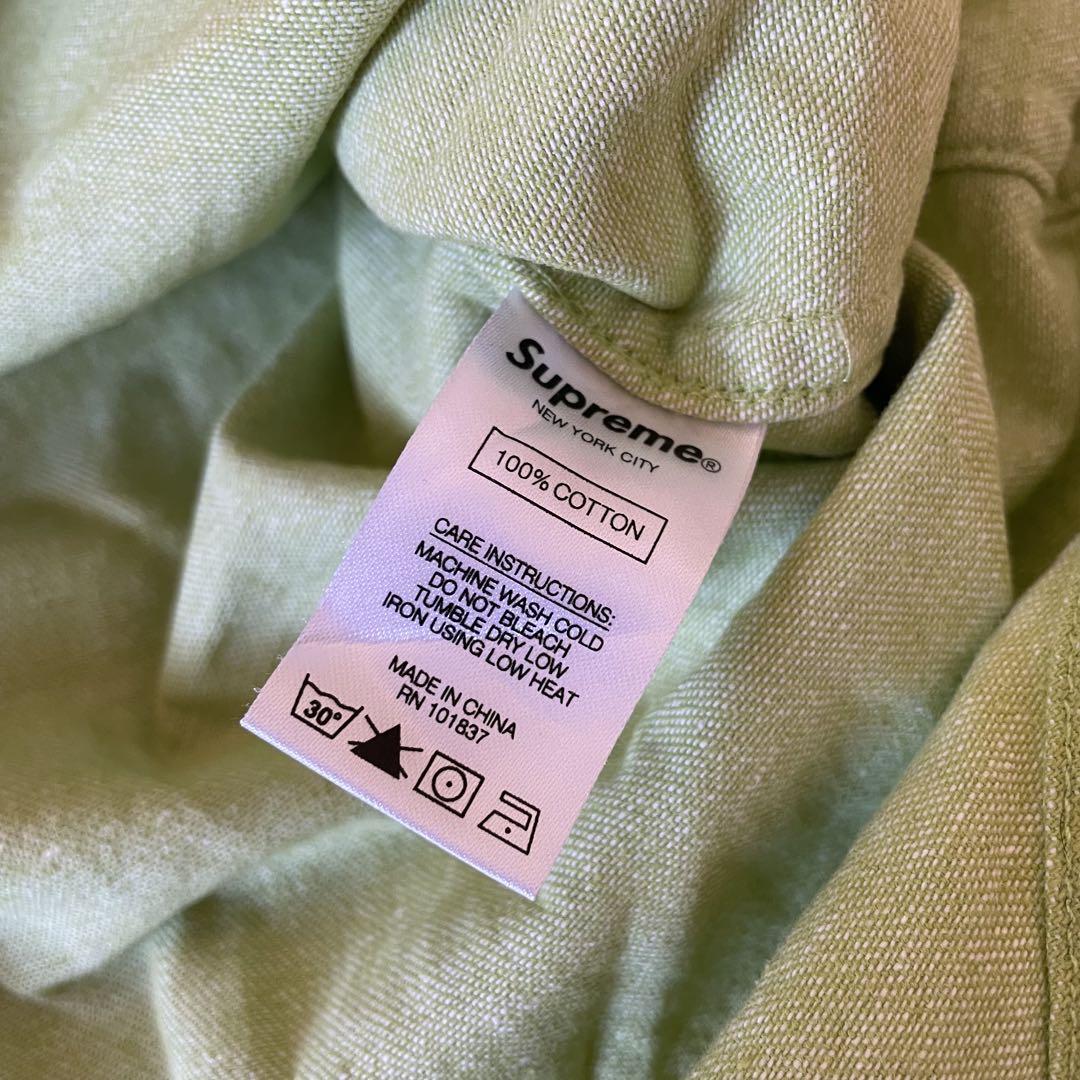 Supreme®
NEW YORK CITY
100% COTTON
CARE INSTRUCTIONS:
MACHINE WASH COLD
DO NOT BLEACH
TUMBLE DRY LOW
IRON USING LOW HEAT
MADE IN CHINA
RN 101837
30°